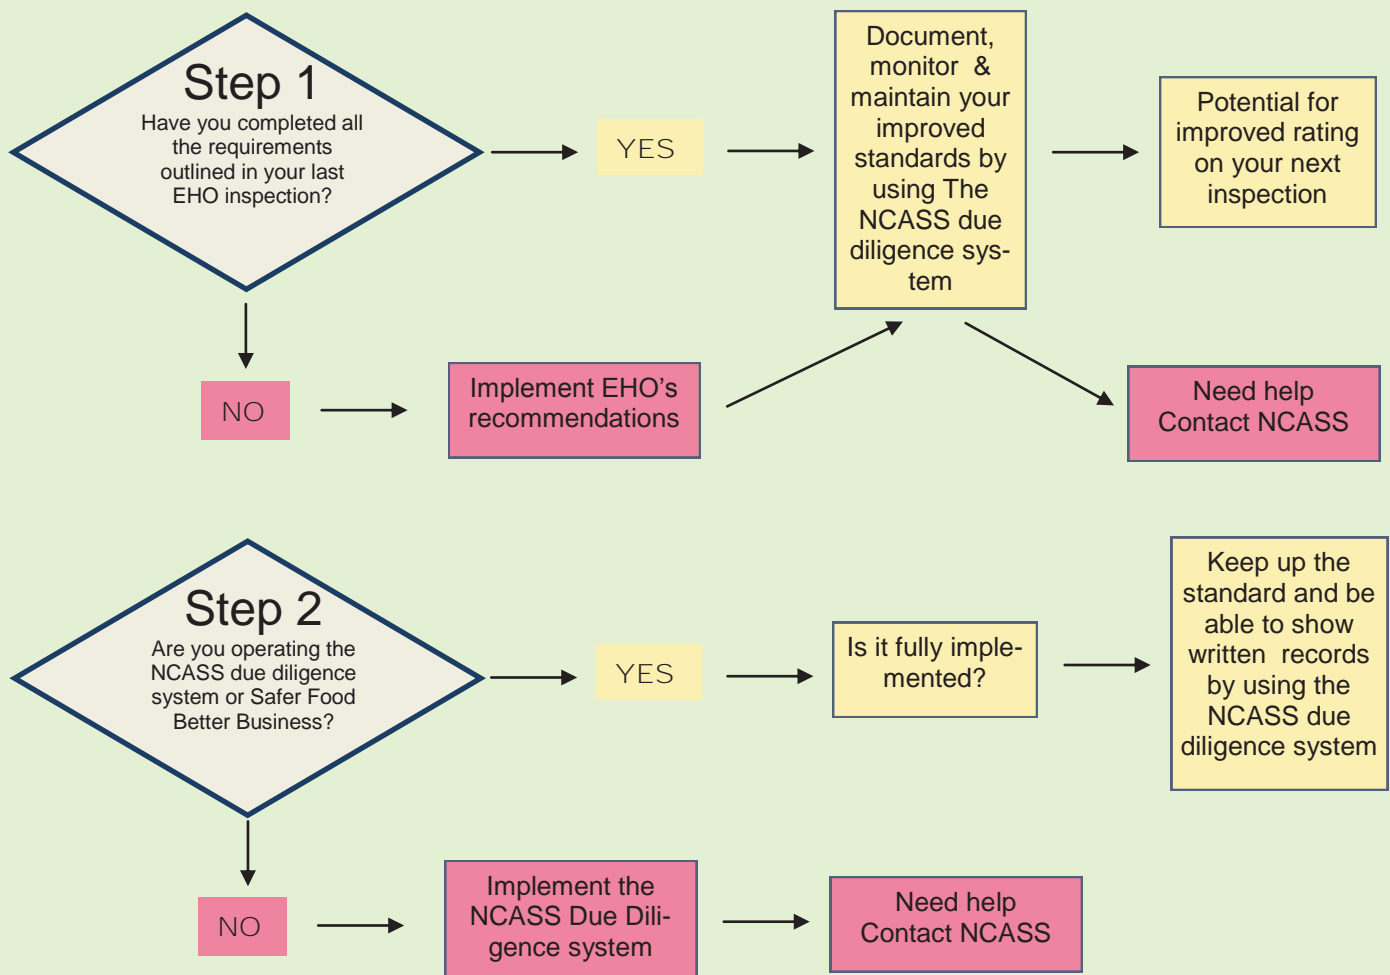 Step 1
Have you completed all
the requirements
outlined in your last
EHO inspection?
YES
Document,
monitor &
maintain your
improved
standards by
using The
NCASS due
diligence sys-
tem
Potential for
improved rating
on your next
inspection
NO
Implement EHO’s
recommendations
Need help
Contact NCASS
Step 2
Are you operating the
NCASS due diligence
system or Safer Food
Better Business?
YES
Is it fully imple-
mented?
Keep up the
standard and be
able to show
written records
by using the
NCASS due
diligence system
NO
Implement the
NCASS Due Dili-
gence system
Need help
Contact NCASS